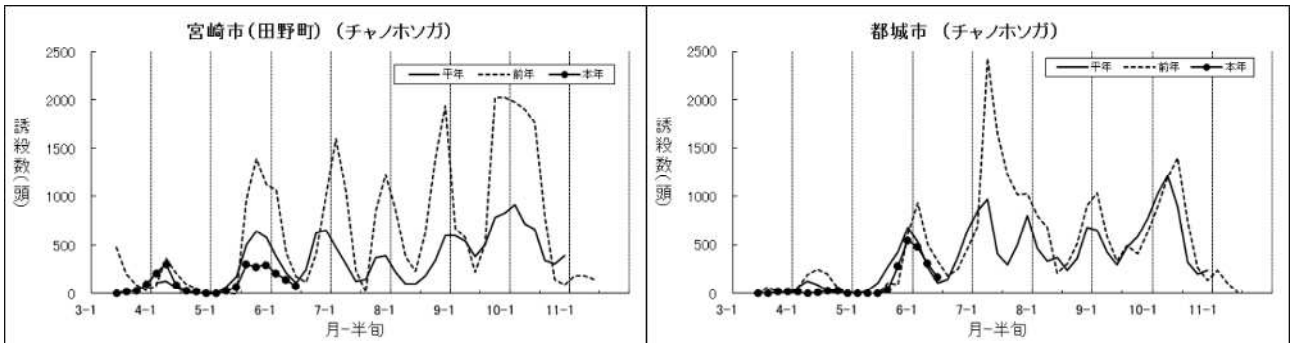 宮崎市(田野町) (チャノホソガ)
平年 前年 本年
誘殺数(頭)
2500
2000
1500
1000
500
0
3-1 4-1 5-1 6-1 7-1 8-1 9-1 10-1 11-1
月-半旬
都城市 (チャノホソガ)
平年 前年 本年
誘殺数(頭)
2500
2000
1500
1000
500
0
3-1 4-1 5-1 6-1 7-1 8-1 9-1 10-1 11-1
月-半旬